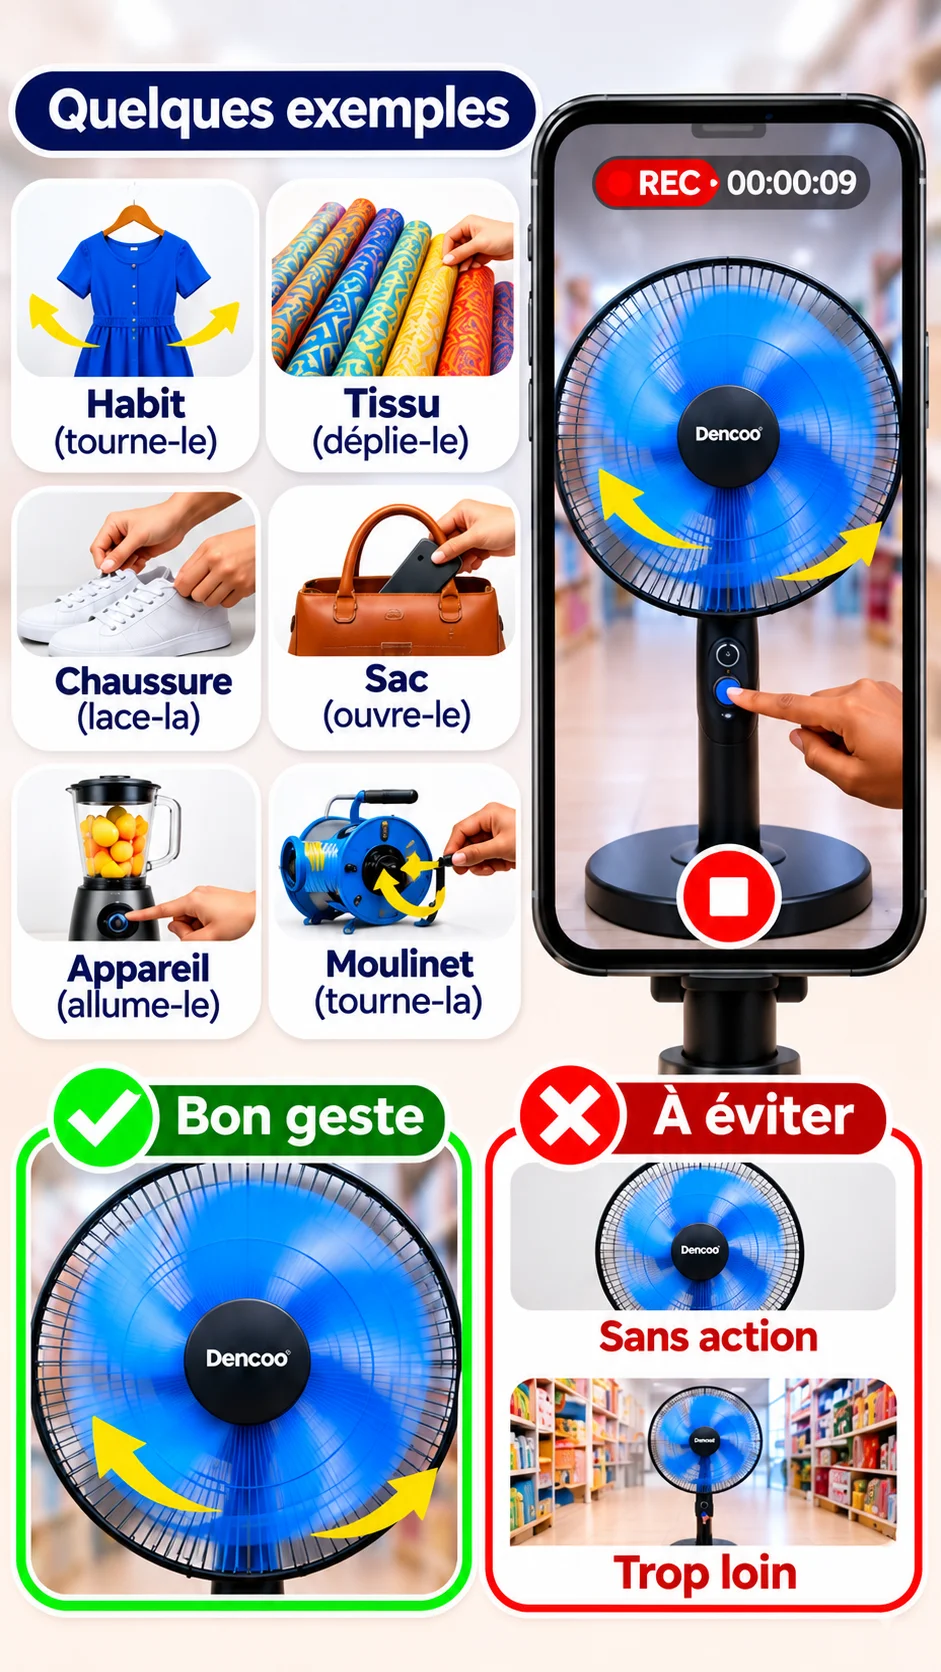 Quelques exemples
REC • 00:00:09
Habit
(tourne-le)
Tissu
(déplie-le)
Dencoo
Chaussure
(lace-la)
Sac
(ouvre-le)
Appareil
(allume-le)
Moulinet
(tourne-la)
Bon geste
Dencoo
À éviter
Dencoo
Sans action
Dencoo
Trop loin